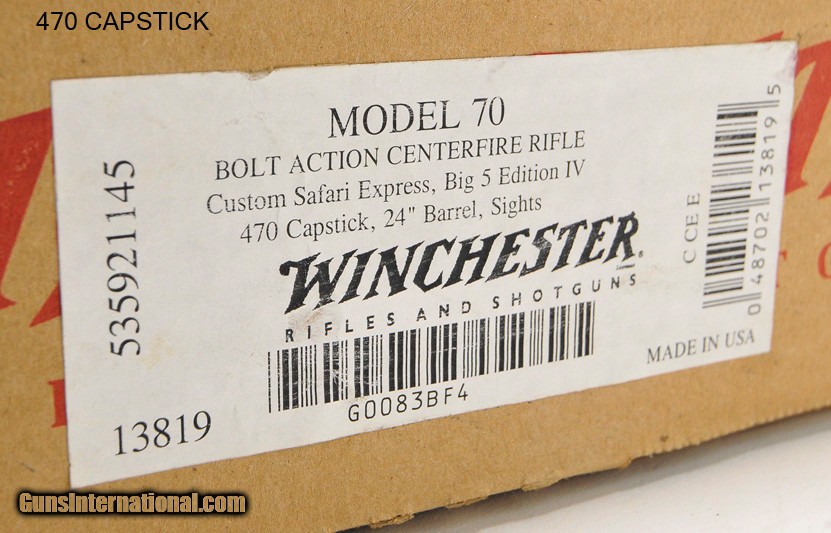 470 CAPSTICK
MODEL 70
BOLT ACTION CENTERFIRE RIFLE
Custom Safari Express, Big 5 Edition IV
470 Capstick, 24" Barrel, Sights
WINCHESTER
RIFLES AND SHOTGUNS
G0083BF4
535921145
13819
C CE E
0 48702 13819 5
MADE IN USA
GunsInternational.com